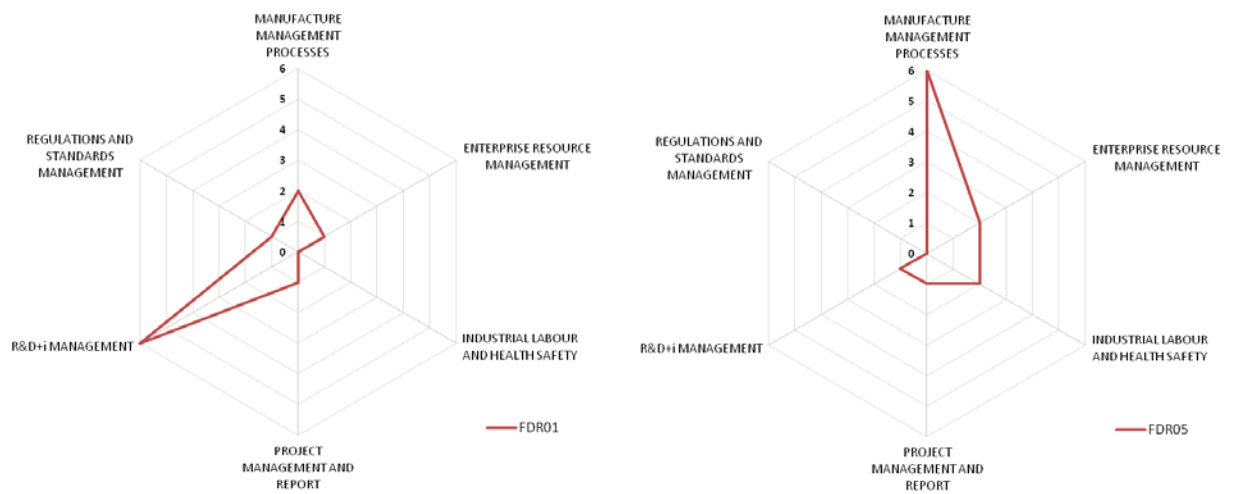 MANUFACTURE
MANAGEMENT
PROCESSES
6
5
4
3
2
1
0
REGULATIONS AND
STANDARDS
MANAGEMENT
ENTERPRISE RESOURCE
MANAGEMENT
R&D+i MANAGEMENT
INDUSTRIAL LABOUR
AND HEALTH SAFETY
PROJECT
MANAGEMENT AND
REPORT
FDR01
MANUFACTURE
MANAGEMENT
PROCESSES
6
5
4
3
2
1
0
REGULATIONS AND
STANDARDS
MANAGEMENT
ENTERPRISE RESOURCE
MANAGEMENT
R&D+i MANAGEMENT
INDUSTRIAL LABOUR
AND HEALTH SAFETY
PROJECT
MANAGEMENT AND
REPORT
FDR05